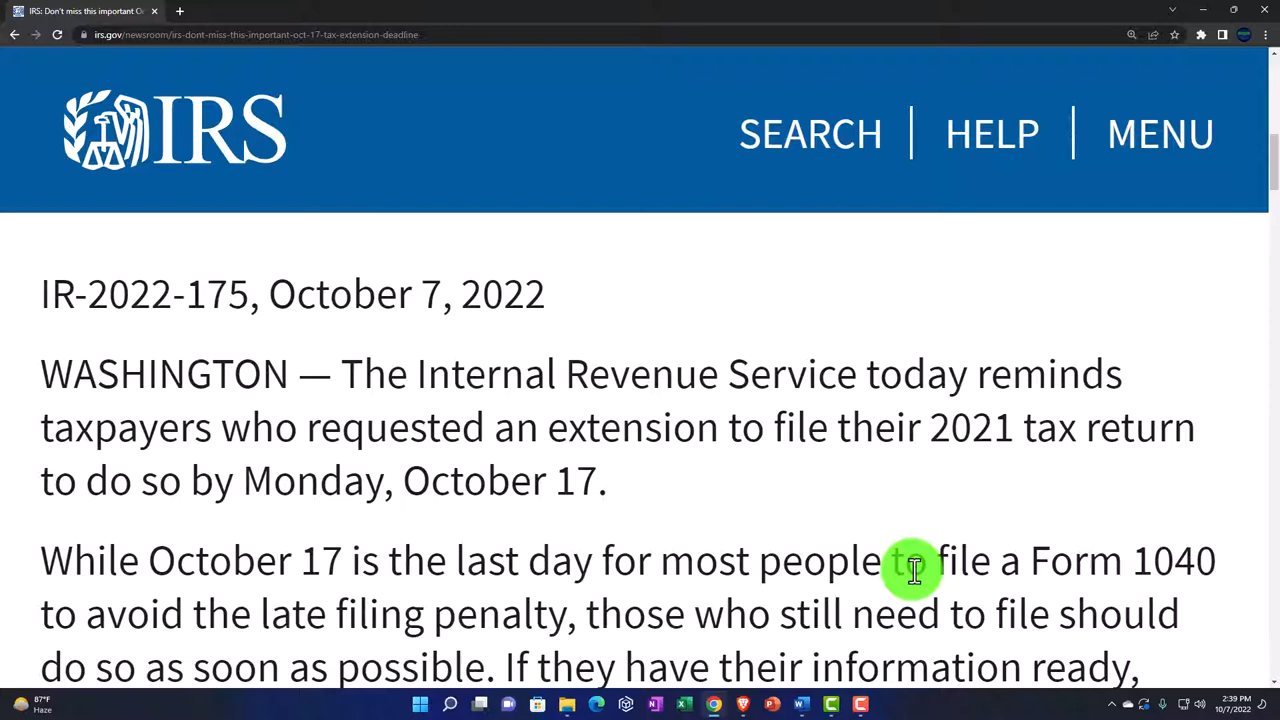 IRS: Don't miss this important Oc
irs.gov/newsroom/irs-dont-miss-this-important-oct-17-tax-extension-deadline
IRS
SEARCH
HELP
MENU
IR-2022-175, October 7, 2022
WASHINGTON — The Internal Revenue Service today reminds
taxpayers who requested an extension to file their 2021 tax return
to do so by Monday, October 17.
While October 17 is the last day for most people to file a Form 1040
to avoid the late filing penalty, those who still need to file should
do so as soon as possible. If they have their information ready,
87°F
Haze
2:39 PM
10/7/2022